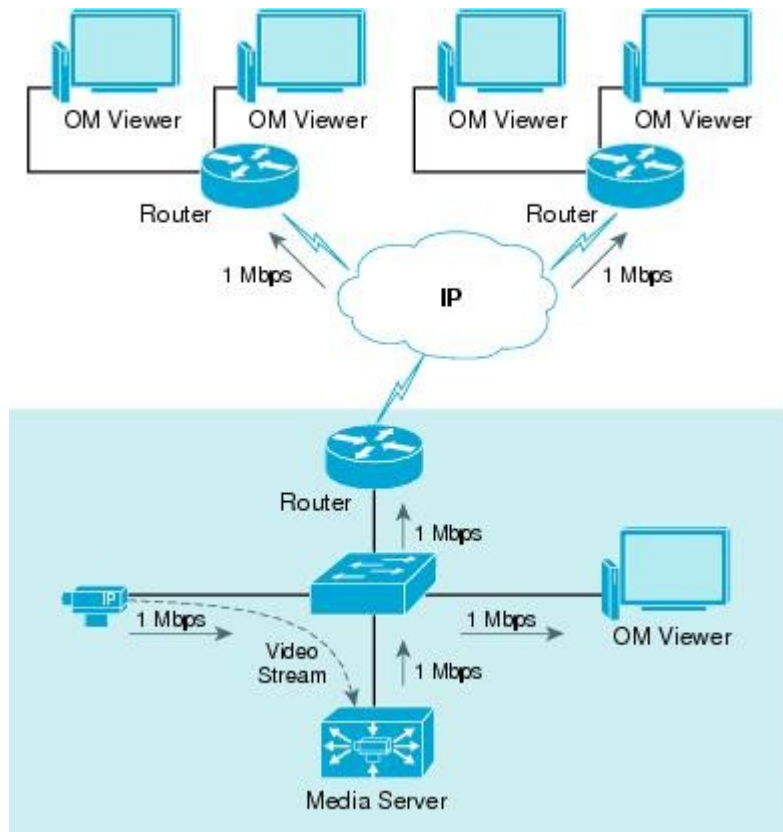 OM Viewer
OM Viewer
OM Viewer
OM Viewer
Router
Router
1 Mbps
1 Mbps
IP
Router
1 Mbps
IP
1 Mbps
1 Mbps
OM Viewer
Video
Stream
1 Mbps
Media Server